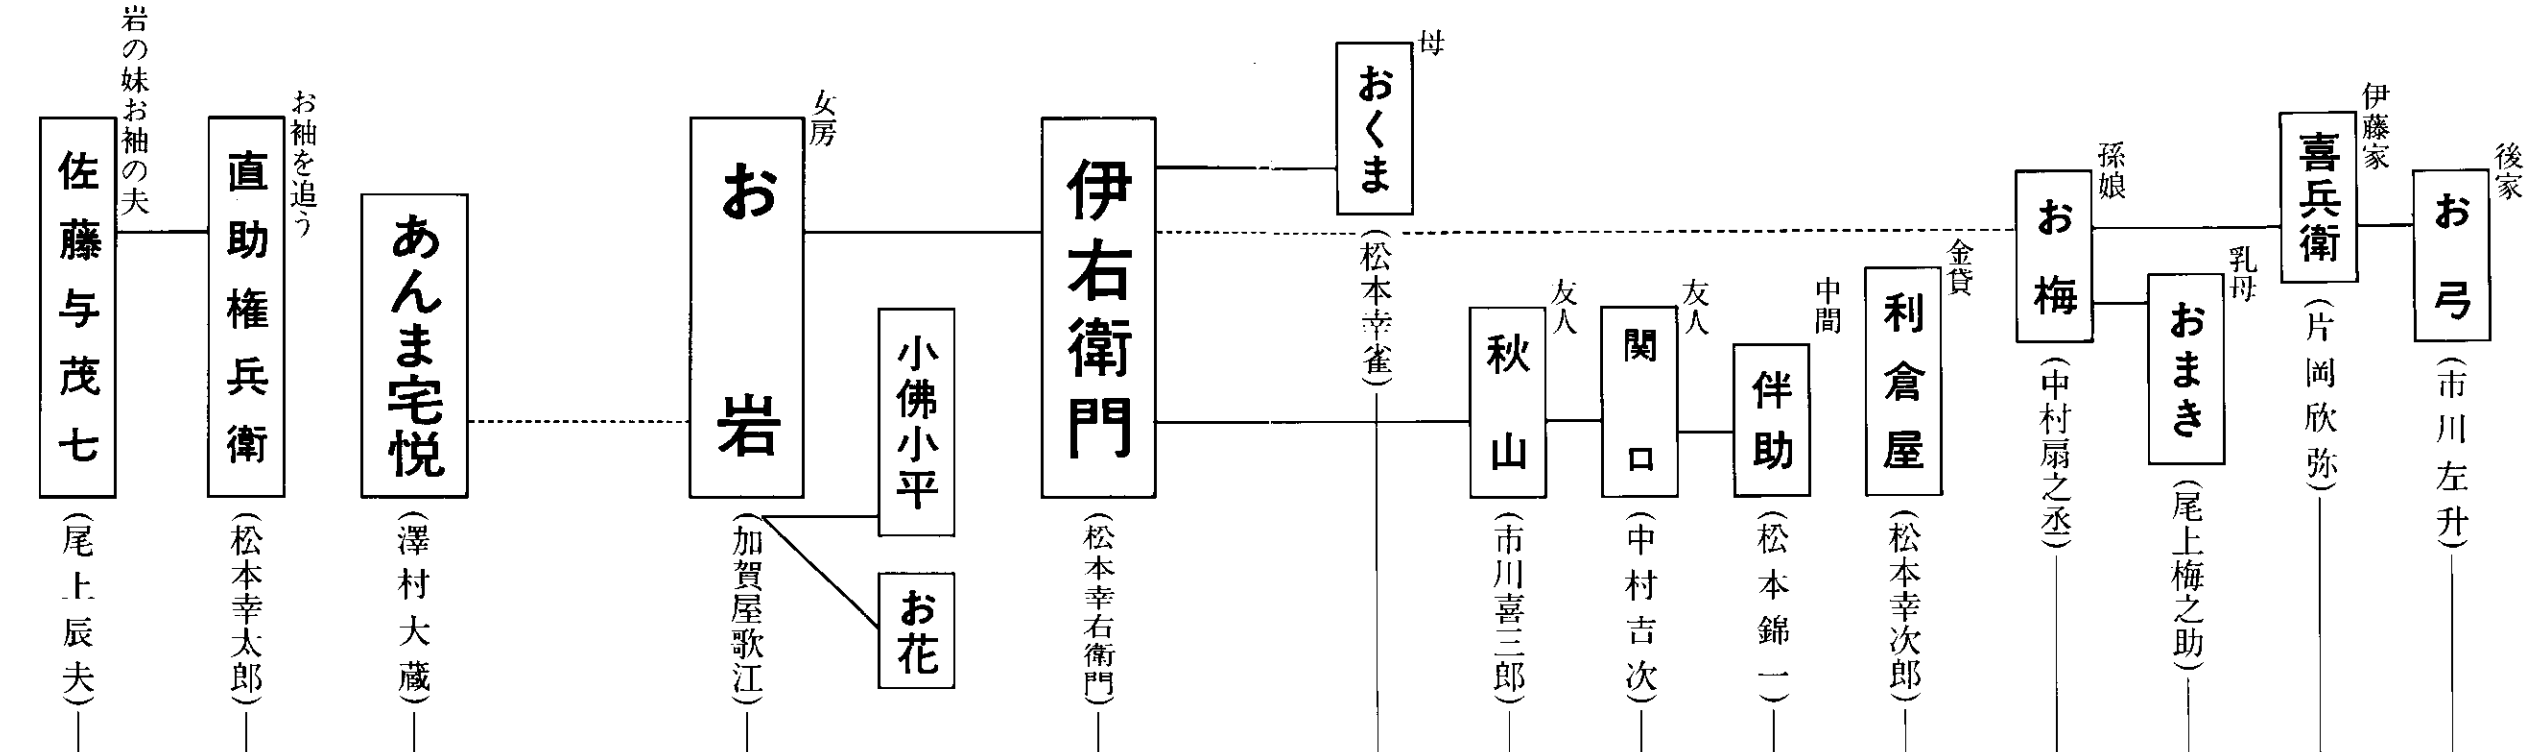 後家
お弓
（市川左升）
伊藤家
喜兵衛
（片岡欣弥）
乳母
おまき
（尾上梅之助）
孫娘
お梅
（中村扇之丞）
金貸
利倉屋
（松本幸次郎）
中間
伴助
（松本錦一）
友人
関口
（中村吉次）
友人
秋山
（市川喜三郎）
母
おくま
（松本幸雀）
伊右衛門
（松本幸右衛門）
小佛小平
お花
女房
お岩
（加賀屋歌江）
あんま宅悦
（澤村大蔵）
お袖を追う
直助権兵衛
（松本幸太郎）
岩の妹お袖の夫
佐藤与茂七
（尾上辰夫）